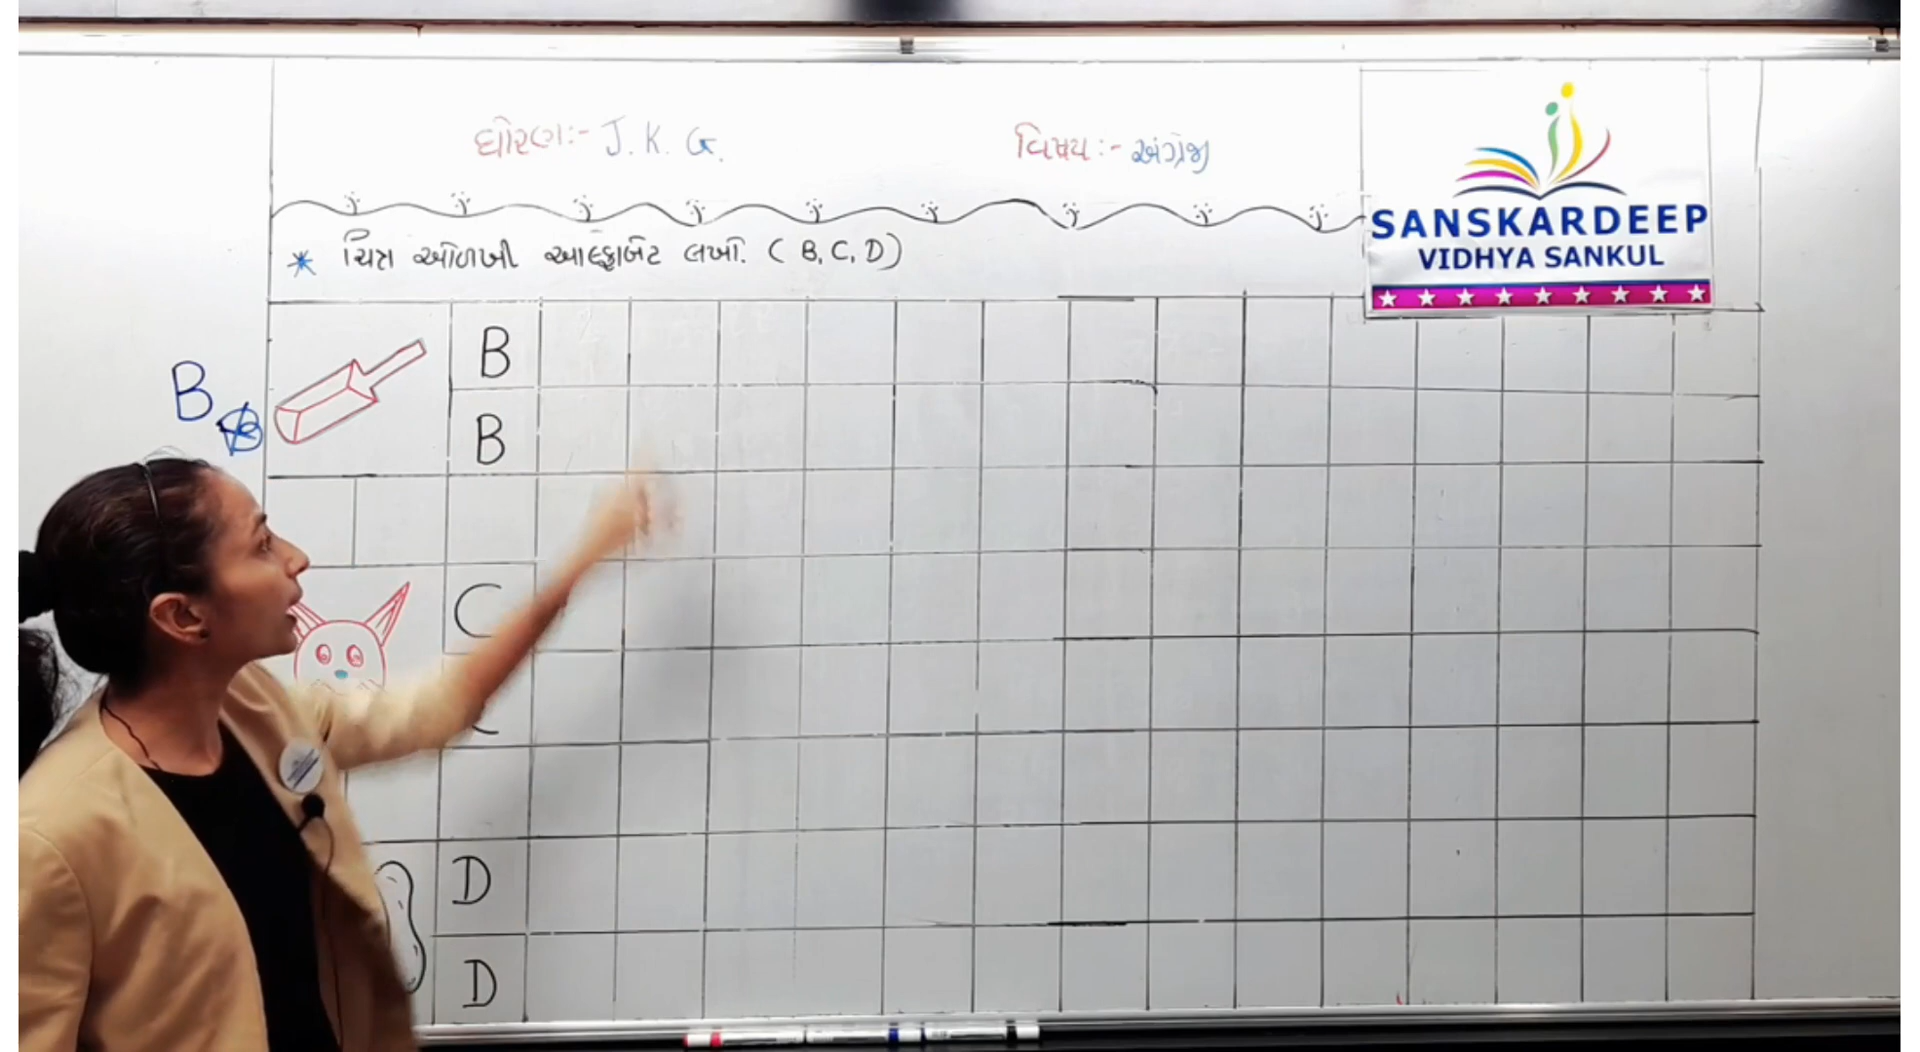 ધોરણ:- J. K. G.
વિષય:- અંગ્રેજી
SANSKARDEEP
VIDHYA SANKUL
* ચિત્ર ઓળખી આલ્ફાબેટ લખો. ( B, C, D )
B
B
B
B
C
C
D
D